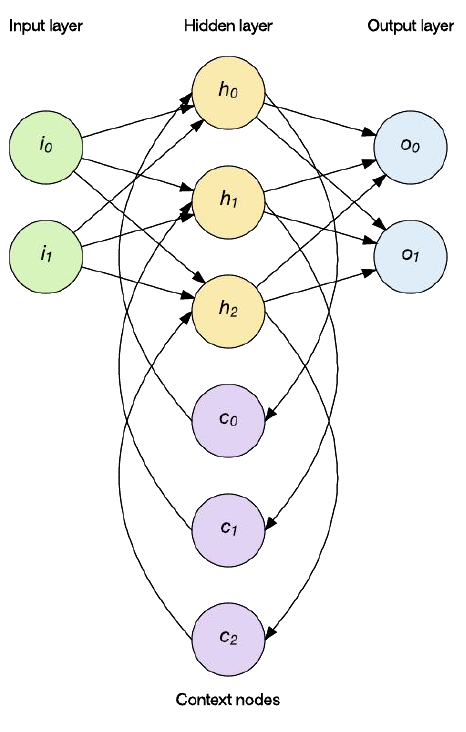 Input layer
Hidden layer
Output layer
h0
i0
o0
h1
i1
o1
h2
c0
c1
c2
Context nodes